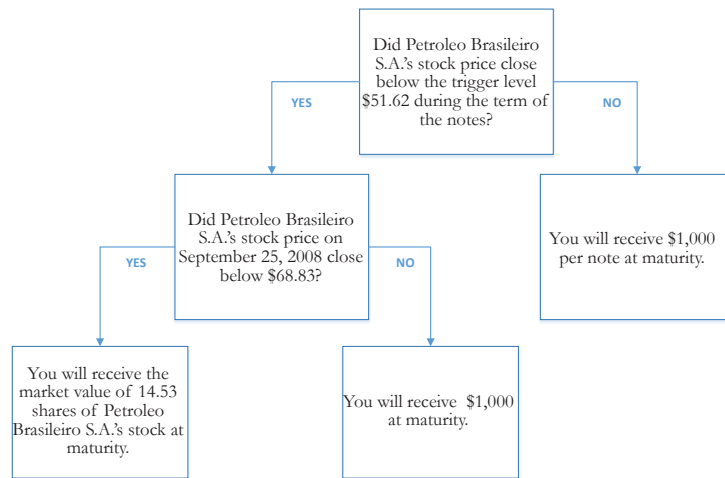 Did Petroleo Brasileiro
S.A.'s stock price close
below the trigger level
$51.62 during the term of
the notes?
YES
NO
Did Petroleo Brasileiro
S.A.'s stock price on
September 25, 2008 close
below $68.83?
You will receive $1,000
per note at maturity.
YES
NO
You will receive the
market value of 14.53
shares of Petroleo
Brasileiro S.A.'s stock at
maturity.
You will receive $1,000
at maturity.